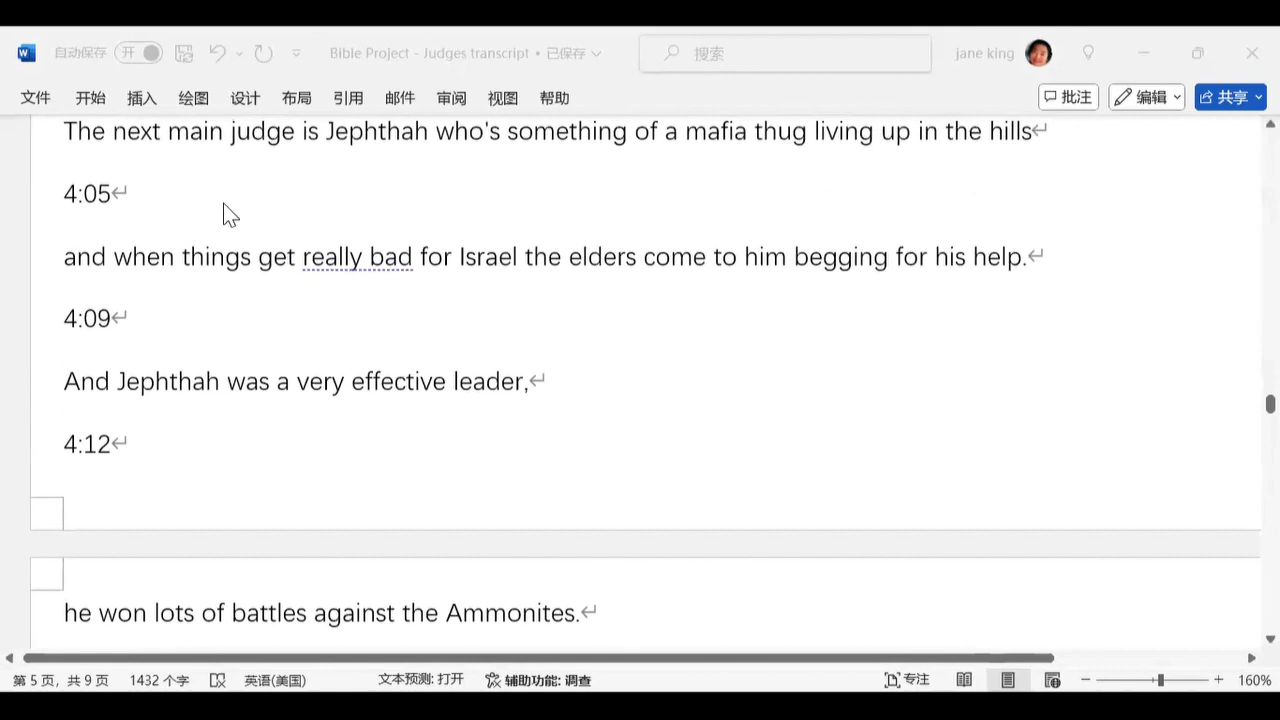 自动保存 开 Bible Project - Judges transcript • 已保存 搜索 jane king
文件 开始 插入 绘图 设计 布局 引用 邮件 审阅 视图 帮助 批注 编辑 共享
The next main judge is Jephthah who's something of a mafia thug living up in the hills
4:05
and when things get really bad for Israel the elders come to him begging for his help.
4:09
And Jephthah was a very effective leader,
4:12
he won lots of battles against the Ammonites.
第 5 页，共 9 页 1432 个字 英语(美国) 文本预测: 打开 辅助功能: 调查 专注 160%